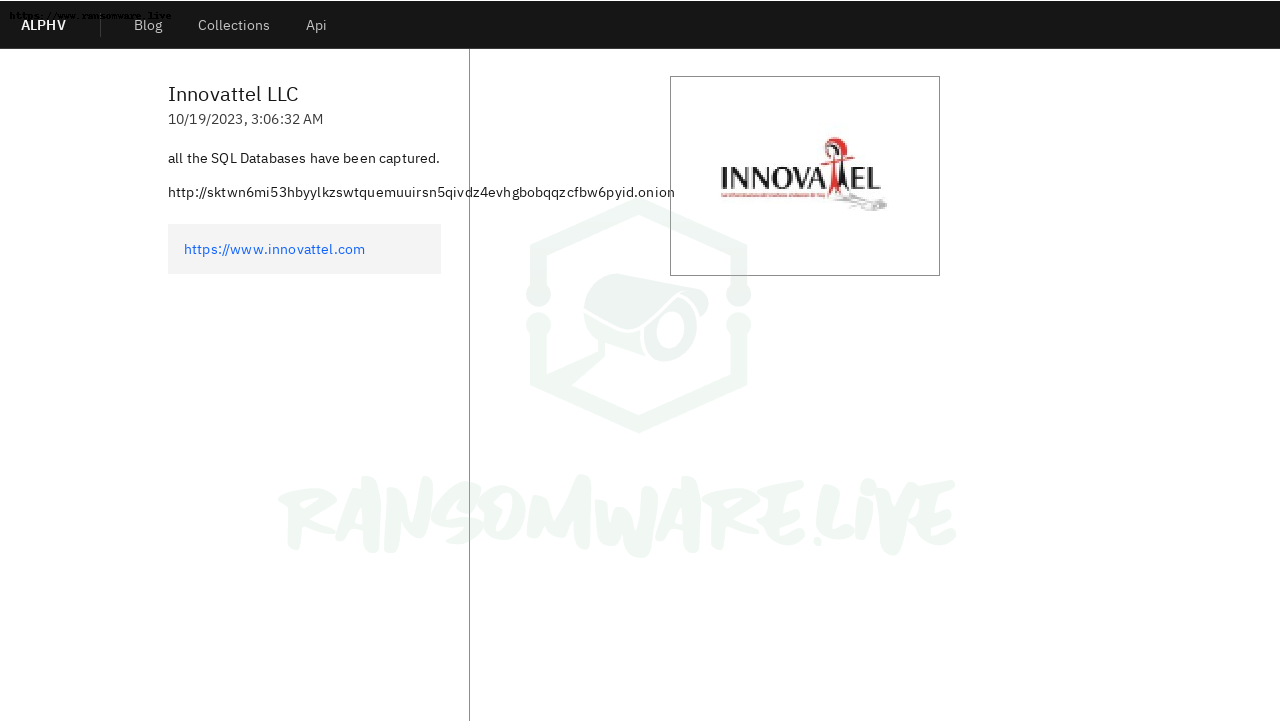 https://www.ransomware.live
ALPHV
Blog
Collections
Api
Innovattel LLC
10/19/2023, 3:06:32 AM
all the SQL Databases have been captured.
http://sktwn6mi53hbyylkzswtquemuuirsn5qivdz4evhgbobqqzcfbw6pyid.onion
https://www.innovattel.com
INNOVATTEL
RANSOMWARE.LIVE